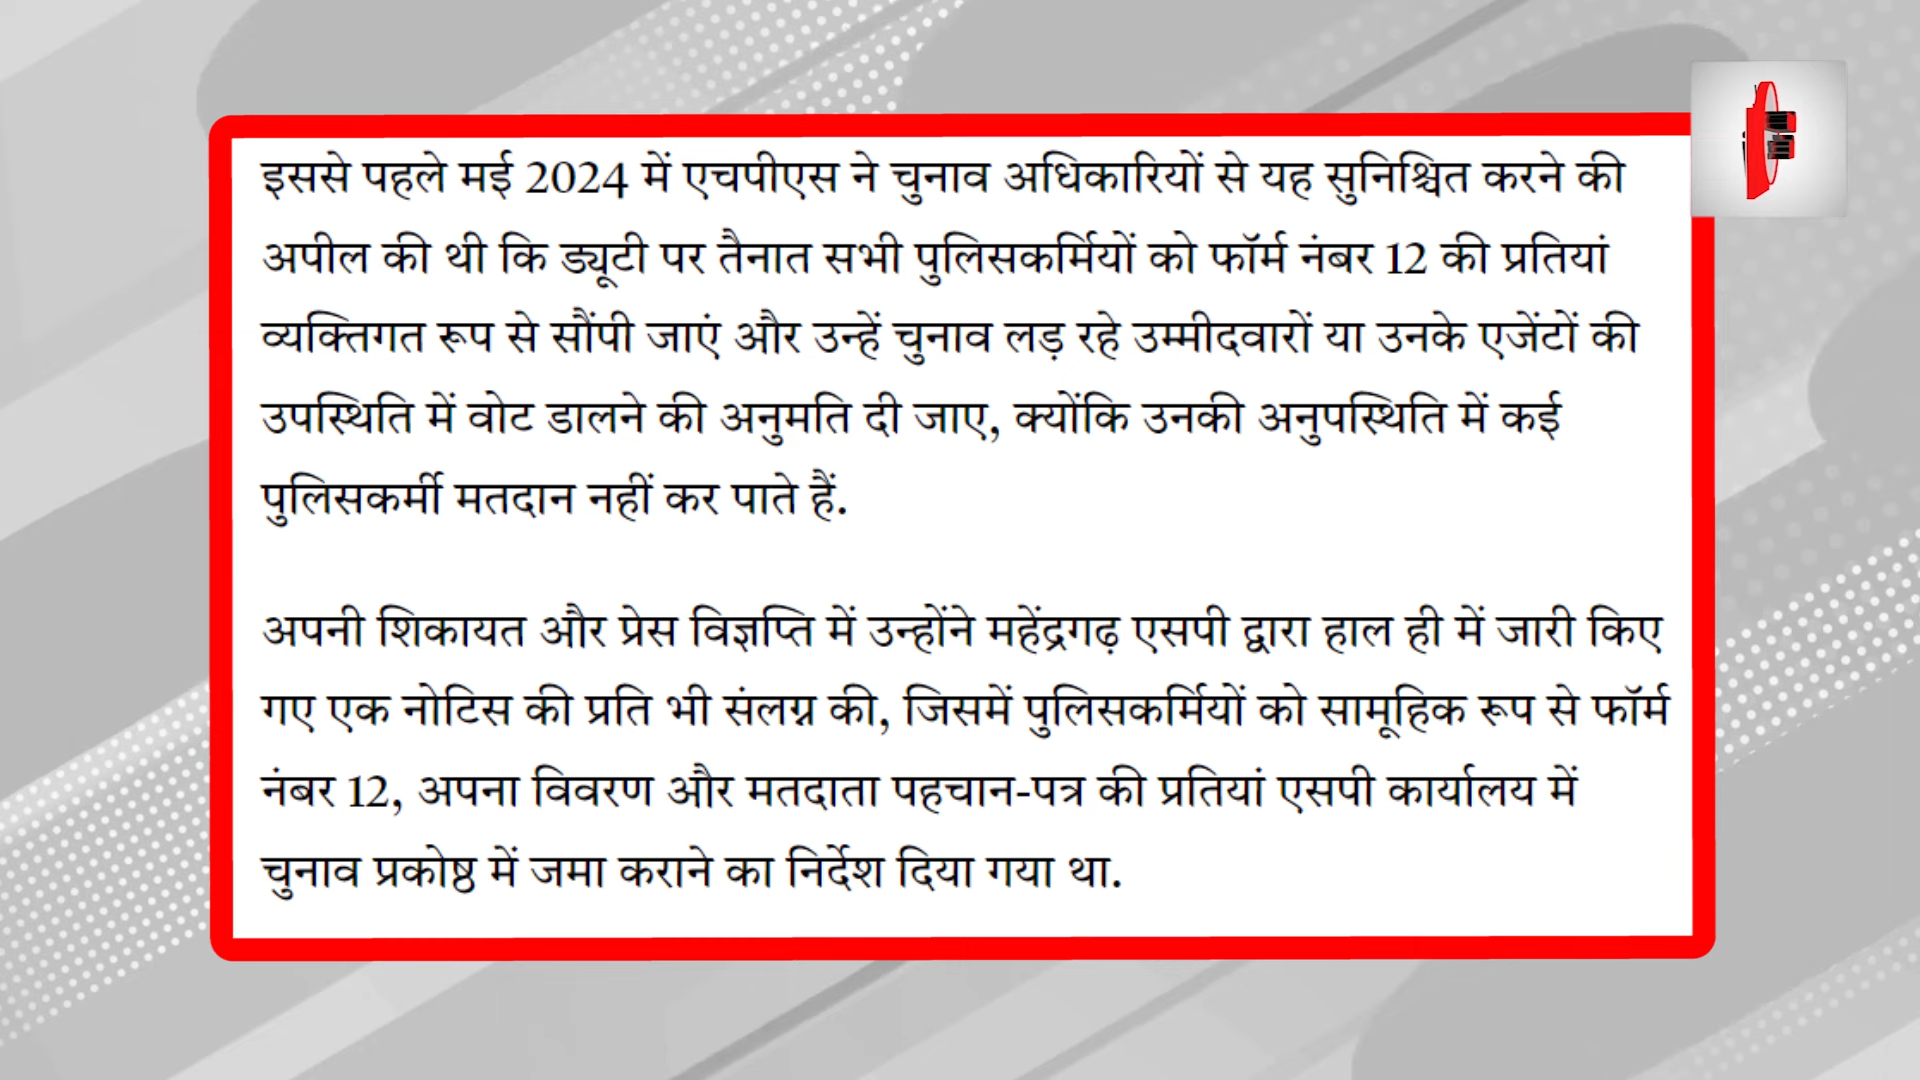 इससे पहले मई 2024 में एचपीएस ने चुनाव अधिकारियों से यह सुनिश्चित करने की
अपील की थी कि ड्यूटी पर तैनात सभी पुलिसकर्मियों को फॉर्म नंबर 12 की प्रतियां
व्यक्तिगत रूप से सौंपी जाएं और उन्हें चुनाव लड़ रहे उम्मीदवारों या उनके एजेंटों की
उपस्थिति में वोट डालने की अनुमति दी जाए, क्योंकि उनकी अनुपस्थिति में कई
पुलिसकर्मी मतदान नहीं कर पाते हैं.
अपनी शिकायत और प्रेस विज्ञप्ति में उन्होंने महेंद्रगढ़ एसपी द्वारा हाल ही में जारी किए
गए एक नोटिस की प्रति भी संलग्न की, जिसमें पुलिसकर्मियों को सामूहिक रूप से फॉर्म
नंबर 12, अपना विवरण और मतदाता पहचान-पत्र की प्रतियां एसपी कार्यालय में
चुनाव प्रकोष्ठ में जमा कराने का निर्देश दिया गया था.